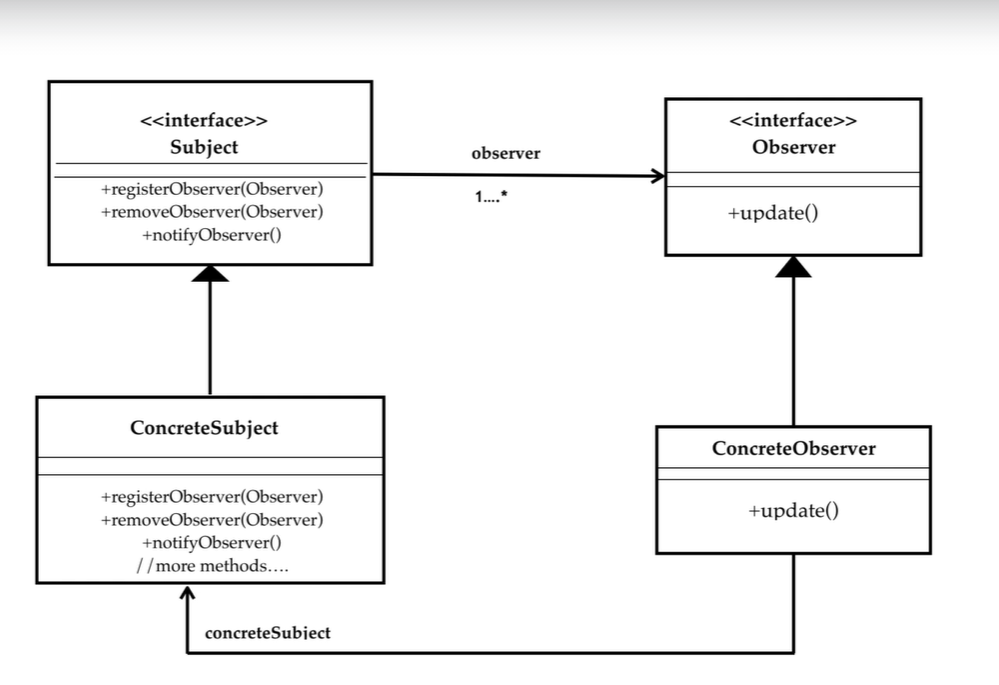 <<interface>>
Subject
+registerObserver(Observer)
+removeObserver(Observer)
+notifyObserver()
observer
1....*
<<interface>>
Observer
+update()
ConcreteSubject
+registerObserver(Observer)
+removeObserver(Observer)
+notifyObserver()
//more methods....
ConcreteObserver
+update()
concreteSubject